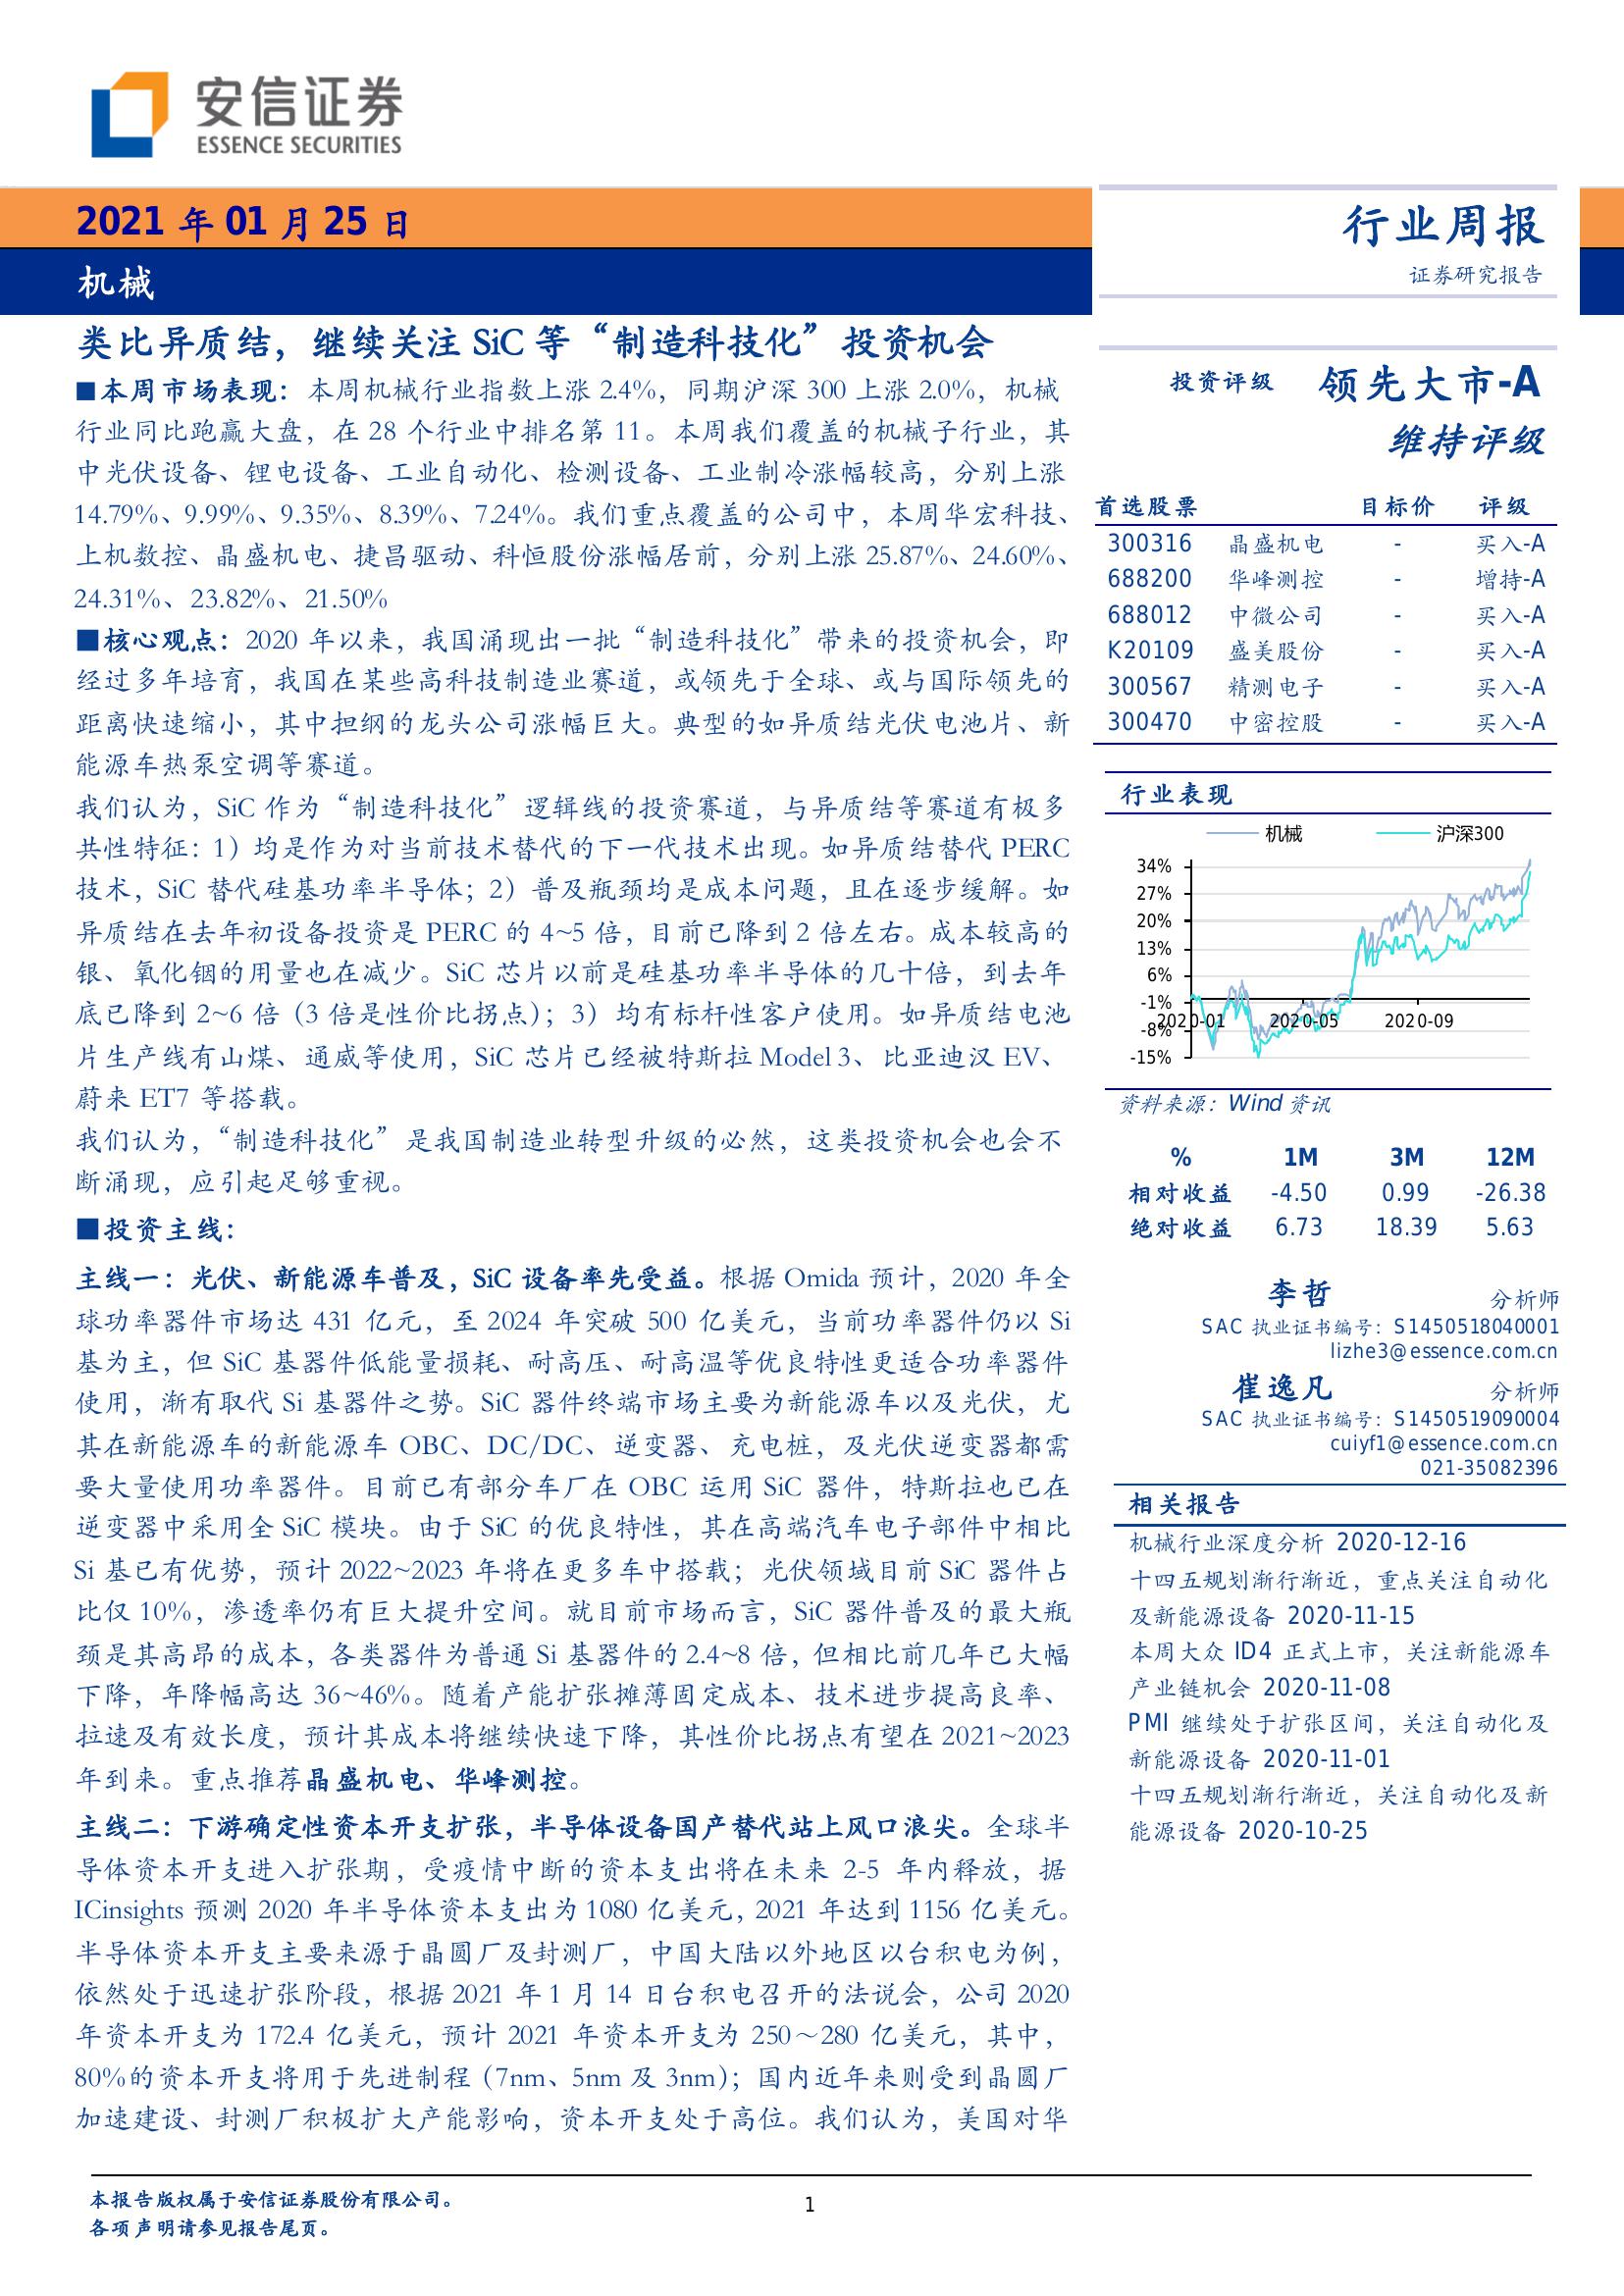 安信证券
ESSENCE SECURITIES
2021 年 01 月 25 日
机械
行业周报
证券研究报告
类比异质结，继续关注 SiC 等“制造科技化”投资机会
■本周市场表现：本周机械行业指数上涨 2.4%，同期沪深 300 上涨 2.0%，机械
行业同比跑赢大盘，在 28 个行业中排名第 11。本周我们覆盖的机械子行业，其
中光伏设备、锂电设备、工业自动化、检测设备、工业制冷涨幅较高，分别上涨
14.79%、9.99%、9.35%、8.39%、7.24%。我们重点覆盖的公司中，本周华宏科技、
上机数控、晶盛机电、捷昌驱动、科恒股份涨幅居前，分别上涨 25.87%、24.60%、
24.31%、23.82%、21.50%
■核心观点：2020 年以来，我国涌现出一批“制造科技化”带来的投资机会，即
经过多年培育，我国在某些高科技制造业赛道，或领先于全球、或与国际领先的
距离快速缩小，其中担纲的龙头公司涨幅巨大。典型的如异质结光伏电池片、新
能源车热泵空调等赛道。
我们认为，SiC 作为“制造科技化”逻辑线的投资赛道，与异质结等赛道有极多
共性特征：1）均是作为对当前技术替代的下一代技术出现。如异质结替代 PERC
技术，SiC 替代硅基功率半导体；2）普及瓶颈均是成本问题，且在逐步缓解。如
异质结在去年初设备投资是 PERC 的 4~5 倍，目前已降到 2 倍左右。成本较高的
银、氧化铟的用量也在减少。SiC 芯片以前是硅基功率半导体的几十倍，到去年
底已降到 2~6 倍（3 倍是性价比拐点）；3）均有标杆性客户使用。如异质结电池
片生产线有山煤、通威等使用，SiC 芯片已经被特斯拉 Model 3、比亚迪汉 EV、
蔚来 ET7 等搭载。
我们认为，“制造科技化”是我国制造业转型升级的必然，这类投资机会也会不
断涌现，应引起足够重视。
■投资主线：
主线一：光伏、新能源车普及，SiC 设备率先受益。根据 Omida 预计，2020 年全
球功率器件市场达 431 亿元，至 2024 年突破 500 亿美元，当前功率器件仍以 Si
基为主，但 SiC 基器件低能量损耗、耐高压、耐高温等优良特性更适合功率器件
使用，渐有取代 Si 基器件之势。SiC 器件终端市场主要为新能源车以及光伏，尤
其在新能源车的新能源车 OBC、DC/DC、逆变器、充电桩，及光伏逆变器都需
要大量使用功率器件。目前已有部分车厂在 OBC 运用 SiC 器件，特斯拉也已在
逆变器中采用全 SiC 模块。由于 SiC 的优良特性，其在高端汽车电子部件中相比
Si 基已有优势，预计 2022~2023 年将在更多车中搭载；光伏领域目前 SiC 器件占
比仅 10%，渗透率仍有巨大提升空间。就目前市场而言，SiC 器件普及的最大瓶
颈是其高昂的成本，各类器件为普通 Si 基器件的 2.4~8 倍，但相比前几年已大幅
下降，年降幅高达 36~46%。随着产能扩张摊薄固定成本、技术进步提高良率、
拉速及有效长度，预计其成本将继续快速下降，其性价比拐点有望在 2021~2023
年到来。重点推荐晶盛机电、华峰测控。
主线二：下游确定性资本开支扩张，半导体设备国产替代站上风口浪尖。全球半
导体资本开支进入扩张期，受疫情中断的资本支出将在未来 2-5 年内释放，据
ICinsights 预测 2020 年半导体资本支出为 1080 亿美元，2021 年达到 1156 亿美元。
半导体资本开支主要来源于晶圆厂及封测厂，中国大陆以外地区以台积电为例，
依然处于迅速扩张阶段，根据 2021 年 1 月 14 日台积电召开的法说会，公司 2020
年资本开支为 172.4 亿美元，预计 2021 年资本开支为 250～280 亿美元，其中，
80%的资本开支将用于先进制程（7nm、5nm 及 3nm）；国内近年来则受到晶圆厂
加速建设、封测厂积极扩大产能影响，资本开支处于高位。我们认为，美国对华
投资评级 领先大市-A
维持评级
首选股票 目标价 评级
300316 晶盛机电 - 买入-A
688200 华峰测控 - 增持-A
688012 中微公司 - 买入-A
K20109 盛美股份 - 买入-A
300567 精测电子 - 买入-A
300470 中密控股 - 买入-A
行业表现
机械 沪深300
34%
27%
20%
13%
6%
-1%
-8%
-15%
2020-01 2020-05 2020-09
资料来源：Wind 资讯
% 1M 3M 12M
相对收益 -4.50 0.99 -26.38
绝对收益 6.73 18.39 5.63
李哲 分析师
SAC 执业证书编号：S1450518040001
lizhe3@essence.com.cn
崔逸凡 分析师
SAC 执业证书编号：S1450519090004
cuiyf1@essence.com.cn
021-35082396
相关报告
机械行业深度分析 2020-12-16
十四五规划渐行渐近，重点关注自动化
及新能源设备 2020-11-15
本周大众 ID4 正式上市，关注新能源车
产业链机会 2020-11-08
PMI 继续处于扩张区间，关注自动化及
新能源设备 2020-11-01
十四五规划渐行渐近，关注自动化及新
能源设备 2020-10-25
本报告版权属于安信证券股份有限公司。
各项声明请参见报告尾页。
1